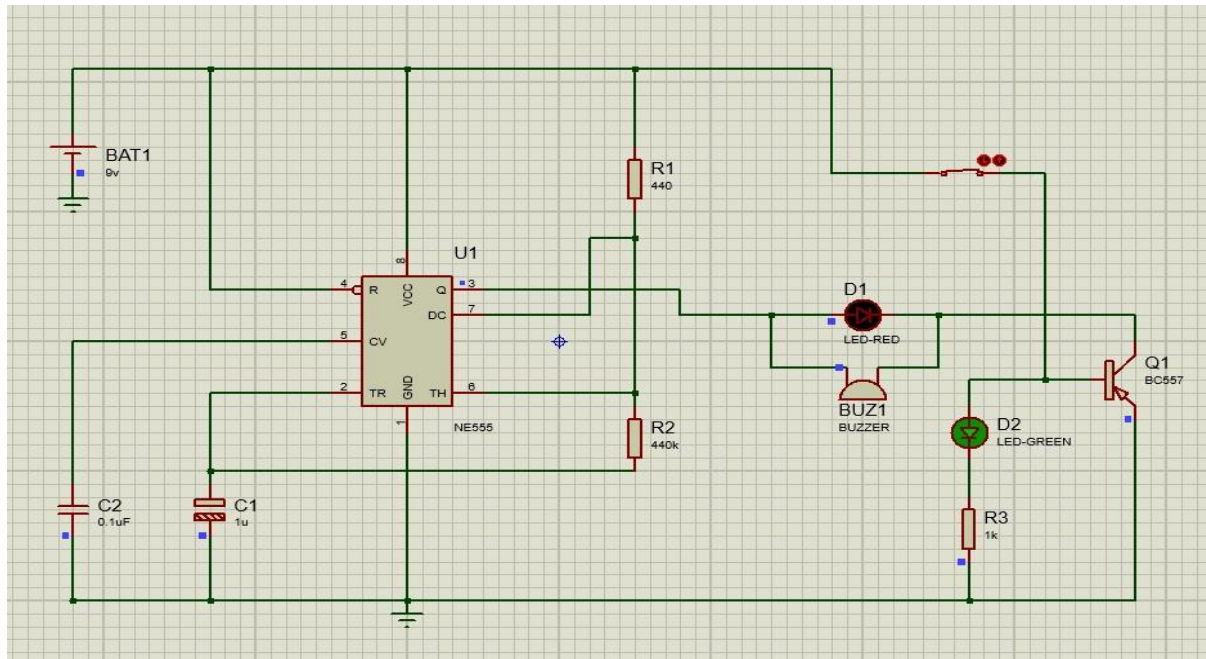 BAT1
9v
R1
440
U1
8
VCC
4
R
Q
3
DC
7
5
CV
2
TR
GND
TH
6
1
NE555
D1
LED-RED
BUZ1
BUZZER
Q1
BC557
D2
LED-GREEN
R2
440k
C2
0.1uF
C1
1u
R3
1k